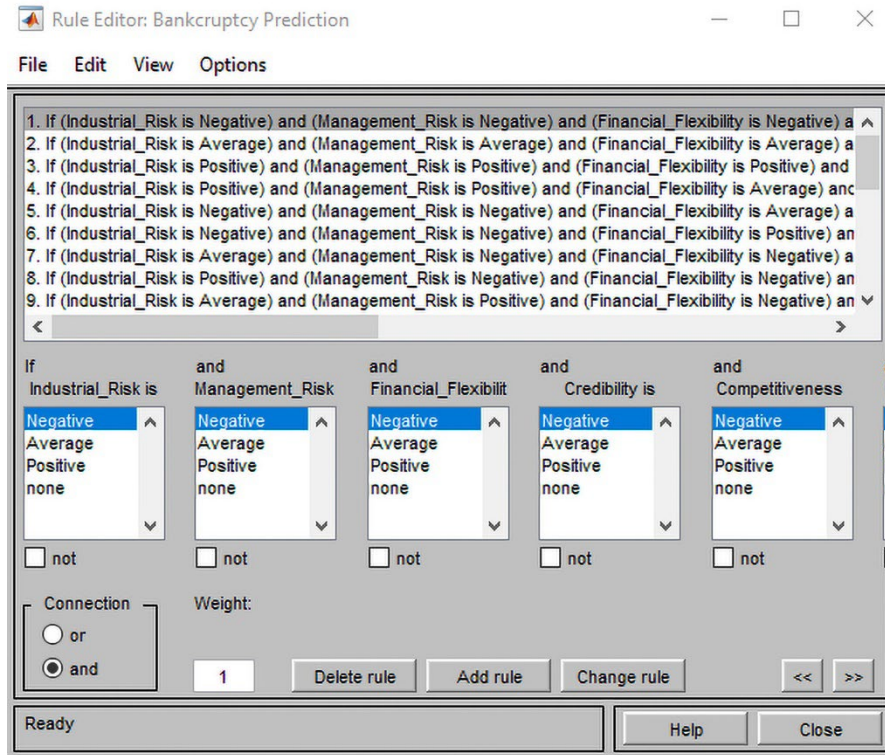 Rule Editor: Bankcruptcy Prediction
File Edit View Options
1. If (Industrial_Risk is Negative) and (Management_Risk is Negative) and (Financial_Flexibility is Negative) a
2. If (Industrial_Risk is Average) and (Management_Risk is Average) and (Financial_Flexibility is Average) a
3. If (Industrial_Risk is Positive) and (Management_Risk is Positive) and (Financial_Flexibility is Positive) and
4. If (Industrial_Risk is Positive) and (Management_Risk is Positive) and (Financial_Flexibility is Average) and
5. If (Industrial_Risk is Negative) and (Management_Risk is Negative) and (Financial_Flexibility is Average) a
6. If (Industrial_Risk is Negative) and (Management_Risk is Negative) and (Financial_Flexibility is Positive) an
7. If (Industrial_Risk is Average) and (Management_Risk is Negative) and (Financial_Flexibility is Negative) a
8. If (Industrial_Risk is Positive) and (Management_Risk is Negative) and (Financial_Flexibility is Negative) an
9. If (Industrial_Risk is Average) and (Management_Risk is Positive) and (Financial_Flexibility is Negative) an
If and and and and
Industrial_Risk is Management_Risk Financial_Flexibilit Credibility is Competitiveness
Negative Negative Negative Negative Negative
Average Average Average Average Average
Positive Positive Positive Positive Positive
none none none none none
not not not not not
Connection Weight:
or
and 1 Delete rule Add rule Change rule << >>
Ready Help Close